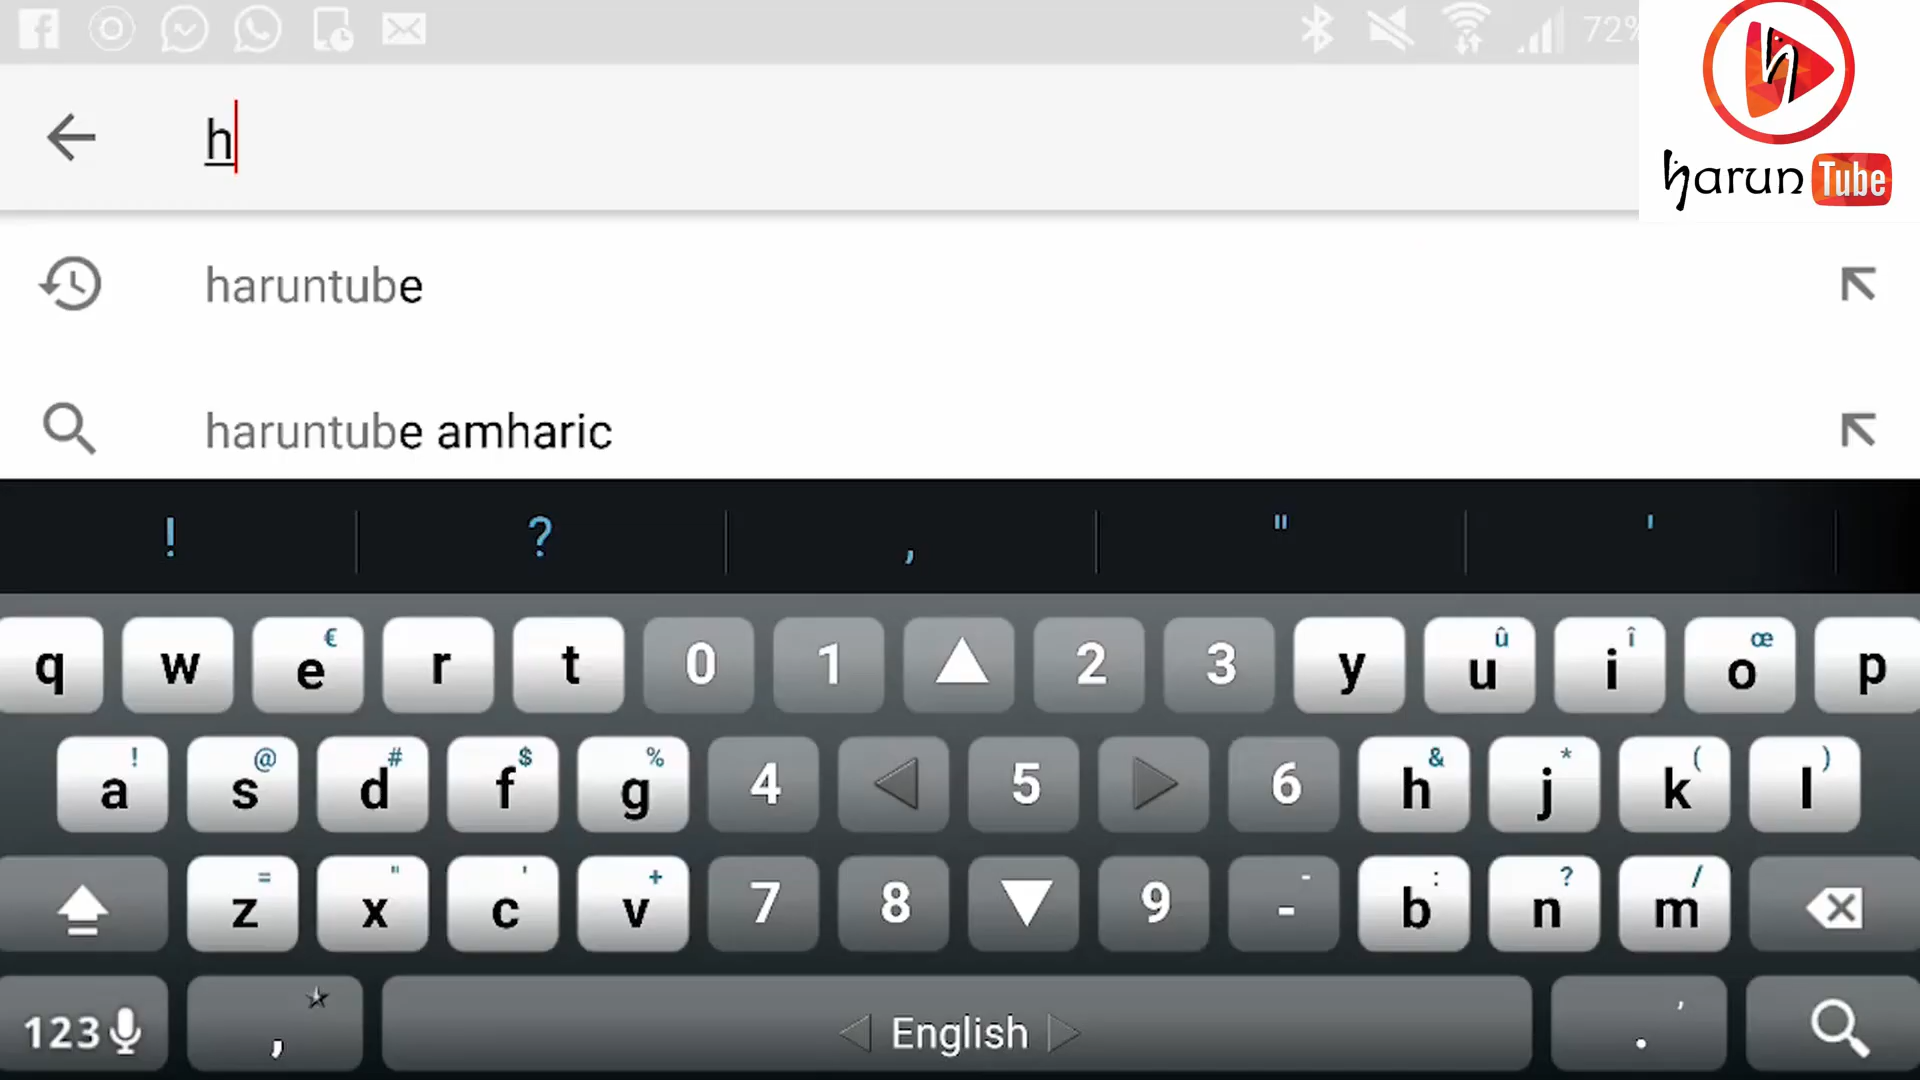 72%
h
harun Tube
haruntube
haruntube amharic
! ? , " '
q w e € r t 0 1 2 3 y u û i î o œ p
a ! s @ d # f $ g % 4 5 6 h & j * k ( l )
z = x " c ' v + 7 8 9 - - b : n ? m /
123 , English . ’